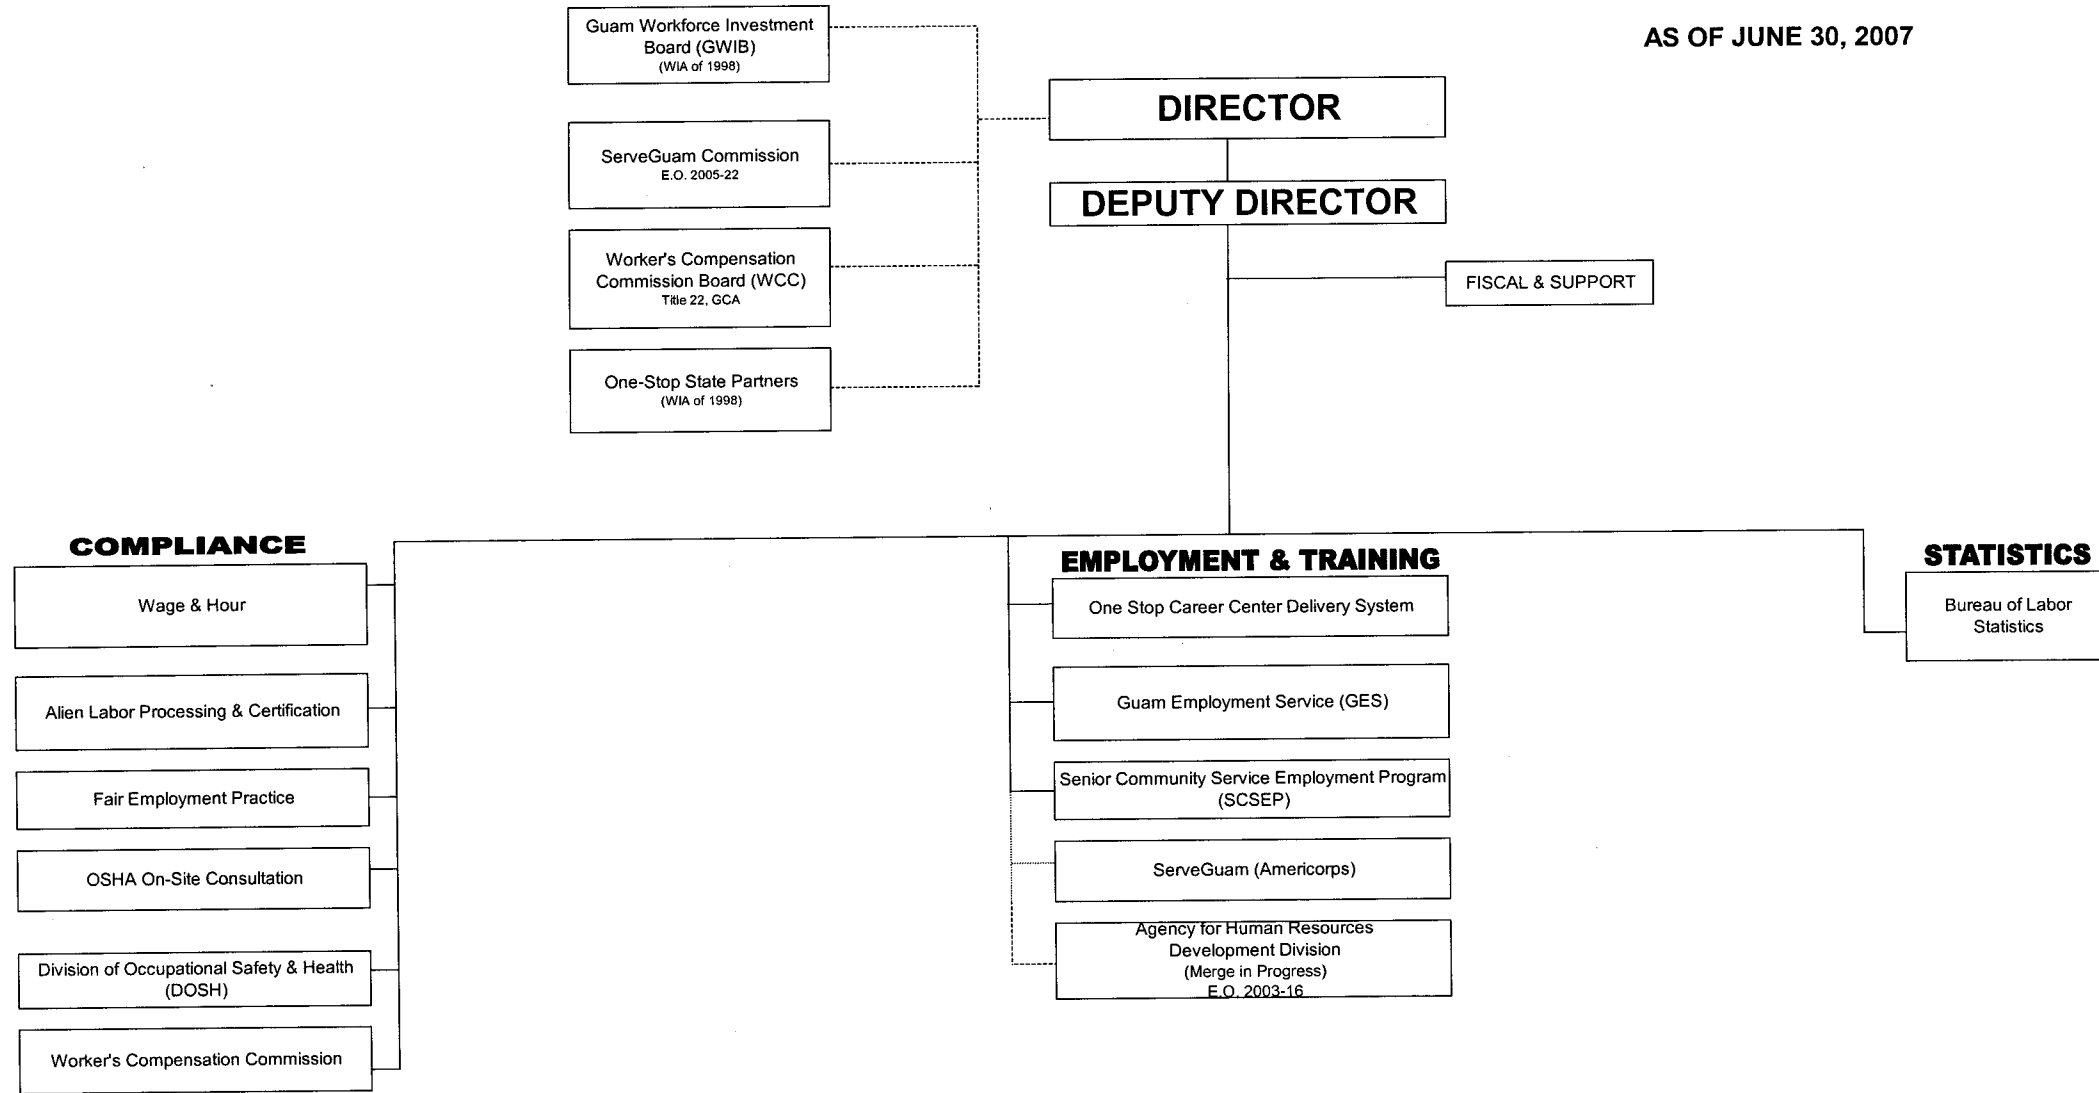 AS OF JUNE 30, 2007
Guam Workforce Investment
Board (GWIB)
(WIA of 1998)
ServeGuam Commission
E.O. 2005-22
Worker's Compensation
Commission Board (WCC)
Title 22, GCA
One-Stop State Partners
(WIA of 1998)
DIRECTOR
DEPUTY DIRECTOR
FISCAL & SUPPORT
COMPLIANCE
Wage & Hour
Alien Labor Processing & Certification
Fair Employment Practice
OSHA On-Site Consultation
Division of Occupational Safety & Health
(DOSH)
Worker's Compensation Commission
EMPLOYMENT & TRAINING
One Stop Career Center Delivery System
Guam Employment Service (GES)
Senior Community Service Employment Program
(SCSEP)
ServeGuam (Americorps)
Agency for Human Resources
Development Division
(Merge in Progress)
E.O. 2003-16
STATISTICS
Bureau of Labor
Statistics